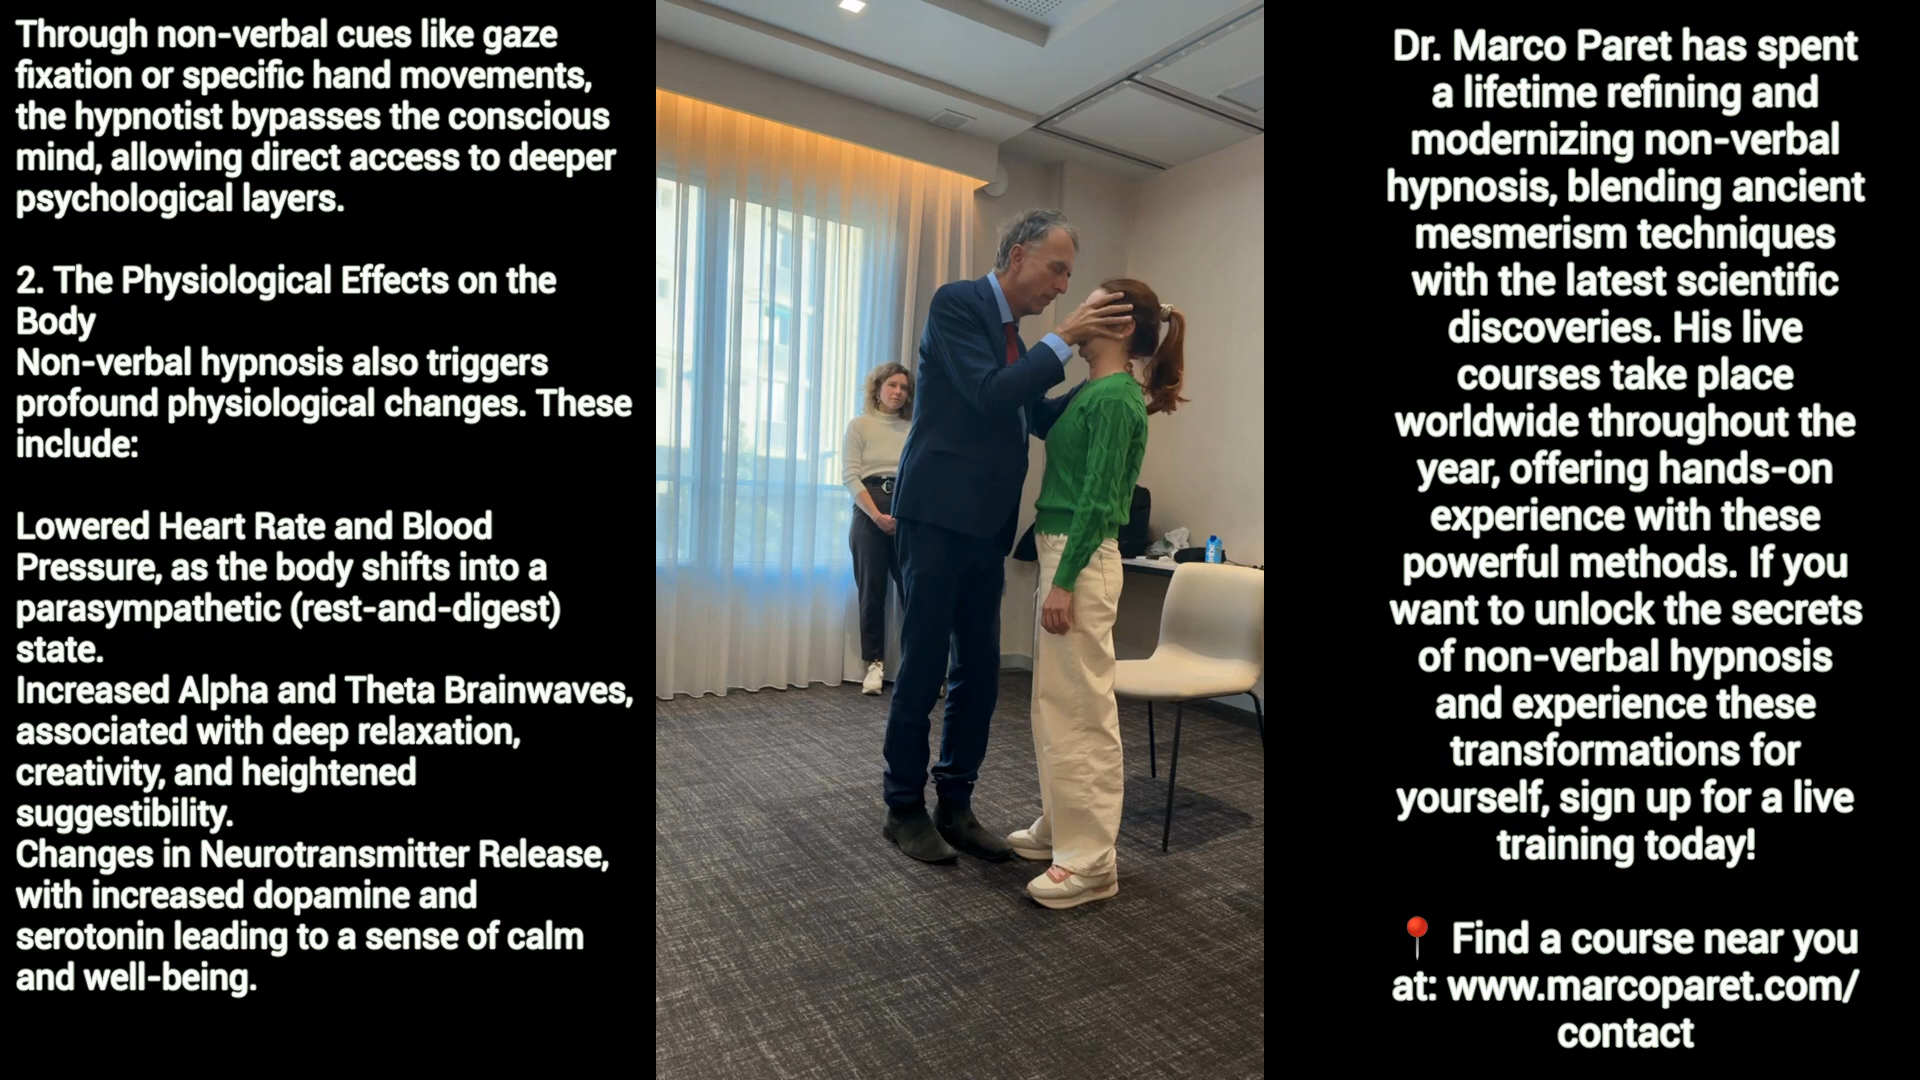 Through non-verbal cues like gaze
fixation or specific hand movements,
the hypnotist bypasses the conscious
mind, allowing direct access to deeper
psychological layers.
2. The Physiological Effects on the
Body
Non-verbal hypnosis also triggers
profound physiological changes. These
include:
Lowered Heart Rate and Blood
Pressure, as the body shifts into a
parasympathetic (rest-and-digest)
state.
Increased Alpha and Theta Brainwaves,
associated with deep relaxation,
creativity, and heightened
suggestibility.
Changes in Neurotransmitter Release,
with increased dopamine and
serotonin leading to a sense of calm
and well-being.
Dr. Marco Paret has spent
a lifetime refining and
modernizing non-verbal
hypnosis, blending ancient
mesmerism techniques
with the latest scientific
discoveries. His live
courses take place
worldwide throughout the
year, offering hands-on
experience with these
powerful methods. If you
want to unlock the secrets
of non-verbal hypnosis
and experience these
transformations for
yourself, sign up for a live
training today!
📍 Find a course near you
at: www.marcoparet.com/
contact